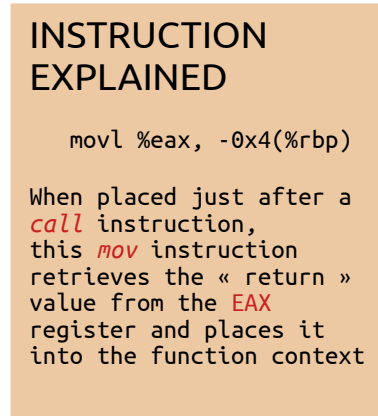 INSTRUCTION
EXPLAINED
movl %eax, -0x4(%rbp)
When placed just after a
call instruction,
this mov instruction
retrieves the « return »
value from the EAX
register and places it
into the function context